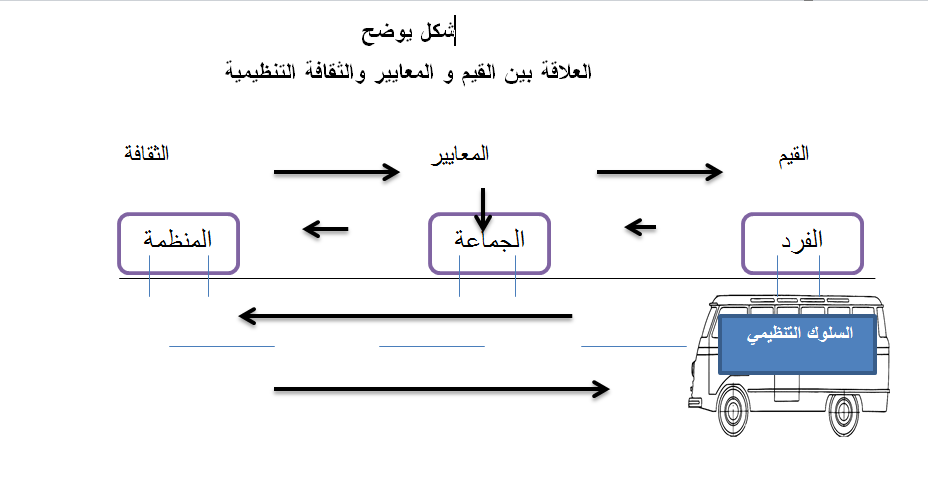 شكل يوضح
العلاقة بين القيم و المعايير والثقافة التنظيمية
القيم
المعايير
الثقافة
الفرد
الجماعة
المنظمة
السلوك التنظيمي